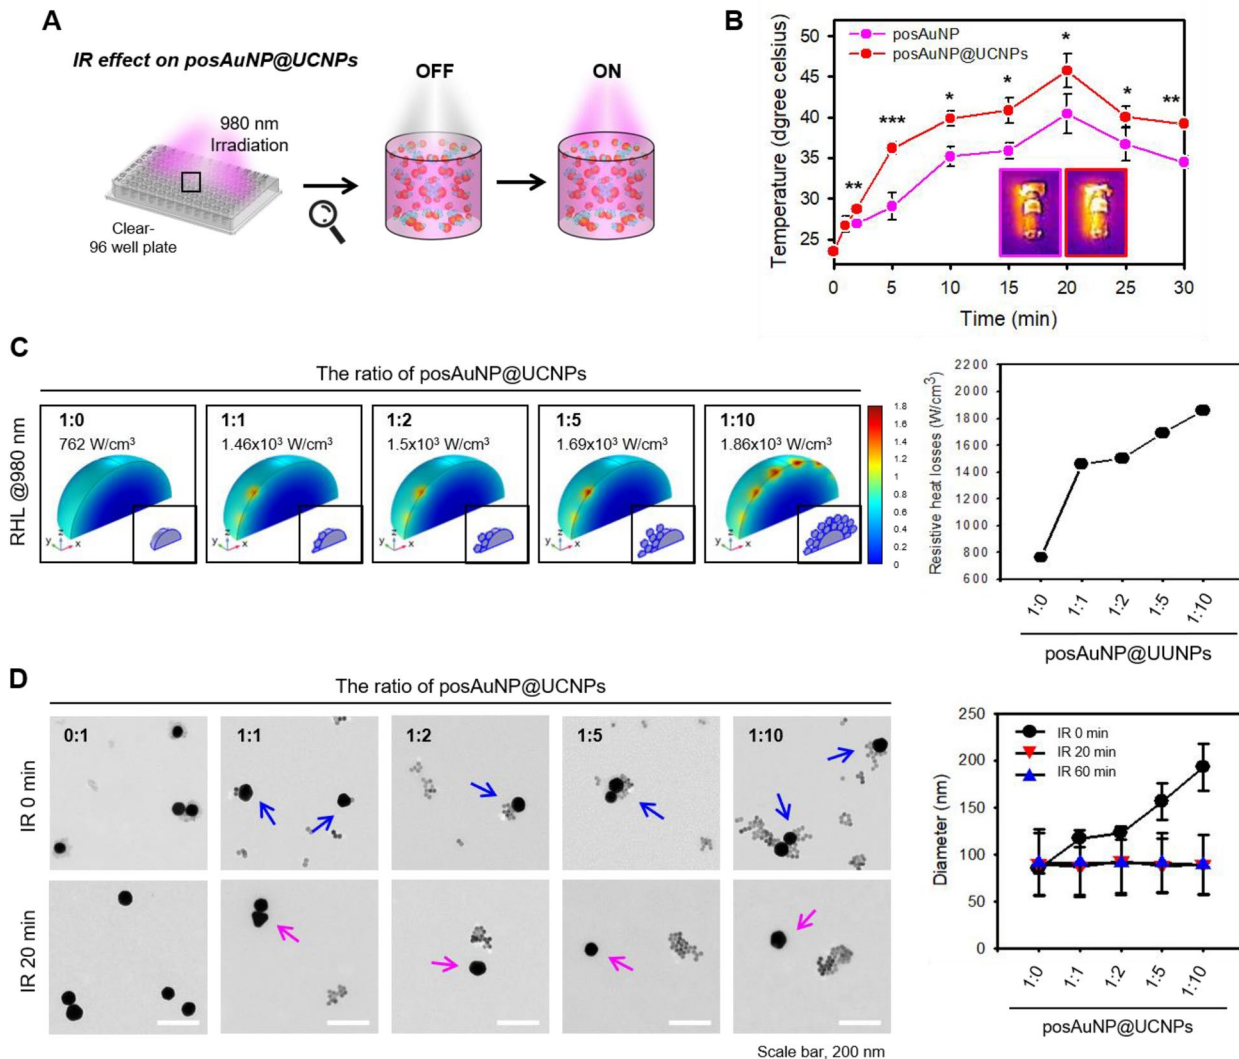 A
IR effect on posAuNP@UCNPs
980 nm
Irradiation
Clear-
96 well plate
OFF
ON
B
posAuNP
posAuNP@UCNPs
Temperature (dgree celsius)
50
45
40
35
30
25
**
***
*
*
*
*
**
0
5
10
15
20
25
30
Time (min)
C
The ratio of posAuNP@UCNPs
RHL @980 nm
1:0
762 W/cm³
z
y
x
1:1
1.46x10³ W/cm³
z
y
x
1:2
1.5x10³ W/cm³
z
y
x
1:5
1.69x10³ W/cm³
z
y
x
1:10
1.86x10³ W/cm³
z
y
x
1.8
1.6
1.4
1.2
1
0.8
0.6
0.4
0.2
0
Resistive heat losses (W/cm³)
2200
2000
1800
1600
1400
1200
1000
800
600
1:0
1:1
1:2
1:5
1:10
posAuNP@UUNPs
D
The ratio of posAuNP@UCNPs
IR 0 min
0:1
1:1
1:2
1:5
1:10
IR 20 min
Scale bar, 200 nm
Diameter (nm)
250
200
150
100
50
0
IR 0 min
IR 20 min
IR 60 min
1:0
1:1
1:2
1:5
1:10
posAuNP@UCNPs